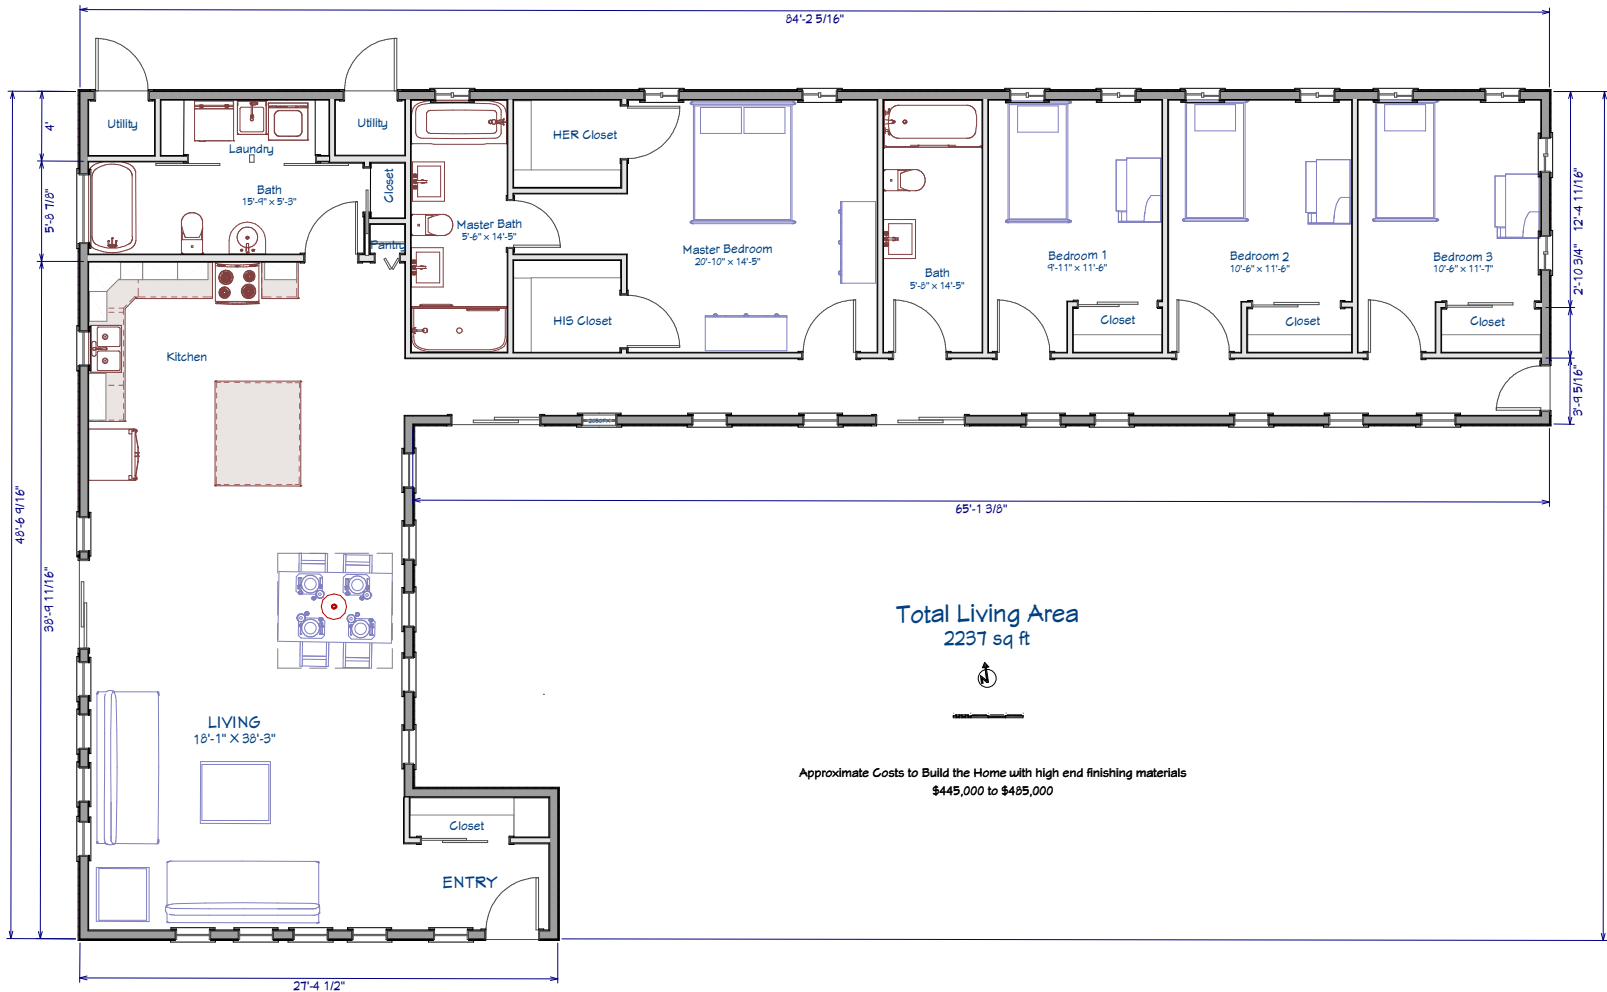 84'-2 5/16"
Utility
Utility
Laundry
4'
HER Closet
Closet
Bath
15'-9" x 5'-3"
5'-8 7/8"
12'-4 11/16"
Pantry
Master Bath
5'-6" x 14'-5"
Master Bedroom
20'-10" x 14'-5"
Bath
5'-8" x 14'-5"
Bedroom 1
9'-11" x 11'-6"
Bedroom 2
10'-6" x 11'-6"
Bedroom 3
10'-6" x 11'-7"
2'-10 3/4"
HIS Closet
Closet
Closet
Closet
Kitchen
3'-9 5/16"
65'-1 3/8"
48'-6 9/16"
38'-9 11/16"
Total Living Area
2237 sq ft
N
LIVING
18'-1" X 38'-3"
Approximate Costs to Build the Home with high end finishing materials
$445,000 to $485,000
Closet
ENTRY
27'-4 1/2"